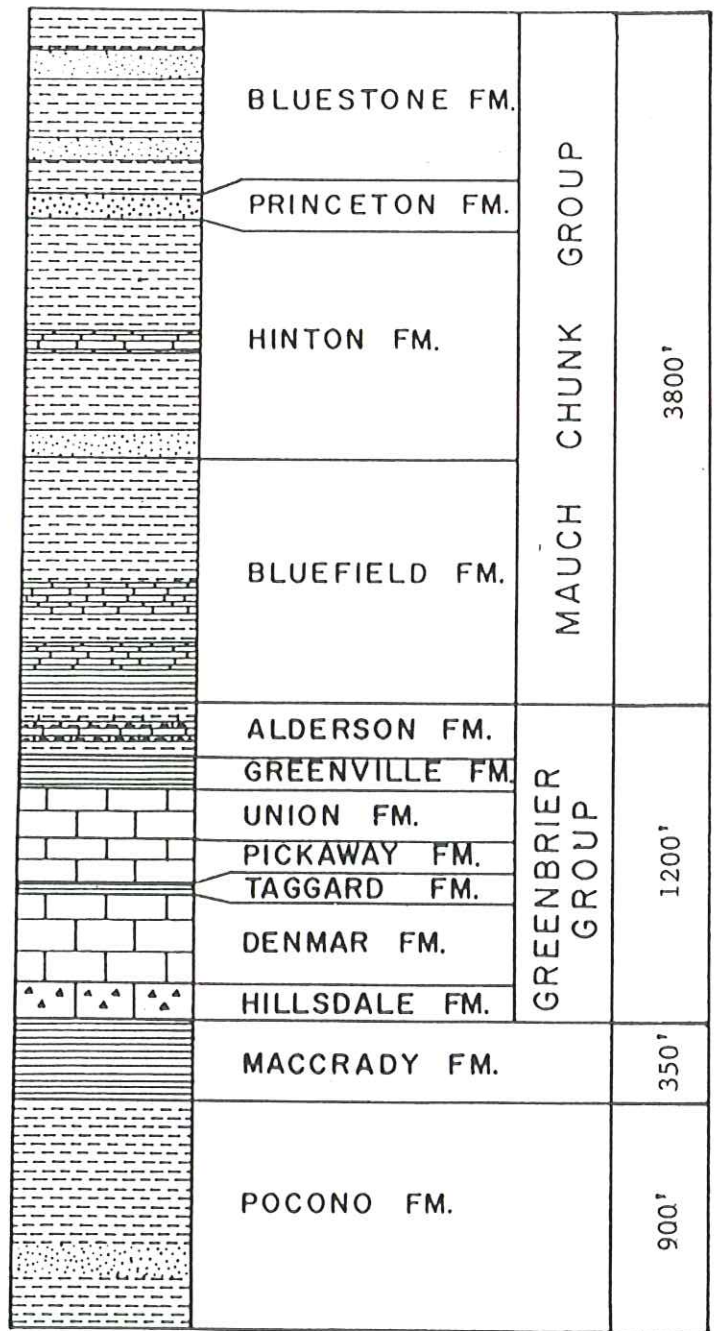 BLUESTONE FM.
PRINCETON FM.
HINTON FM.
BLUEFIELD FM.
MAUCH CHUNK GROUP
3800'
ALDERSON FM.
GREENVILLE FM.
UNION FM.
PICKAWAY FM.
TAGGARD FM.
DENMAR FM.
HILLSDALE FM.
GREENBRIER
GROUP
1200'
MACCRADY FM.
350'
POCONO FM.
900'